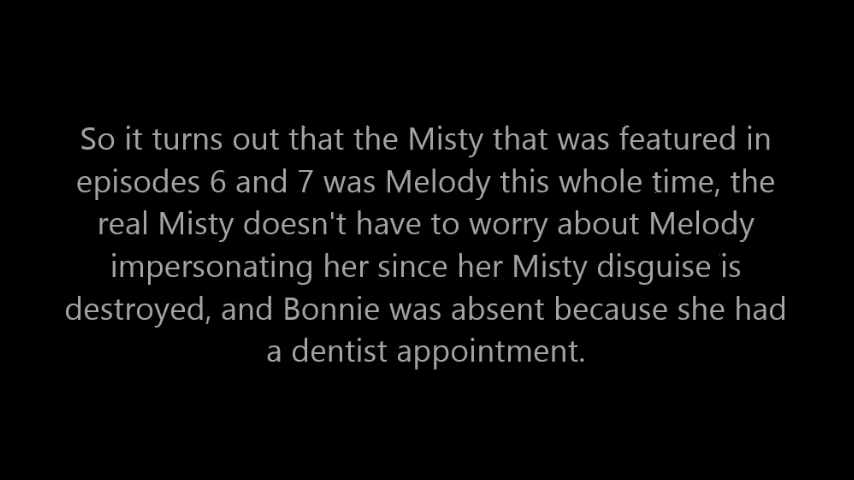 So it turns out that the Misty that was featured in
episodes 6 and 7 was Melody this whole time, the
real Misty doesn't have to worry about Melody
impersonating her since her Misty disguise is
destroyed, and Bonnie was absent because she had
a dentist appointment.